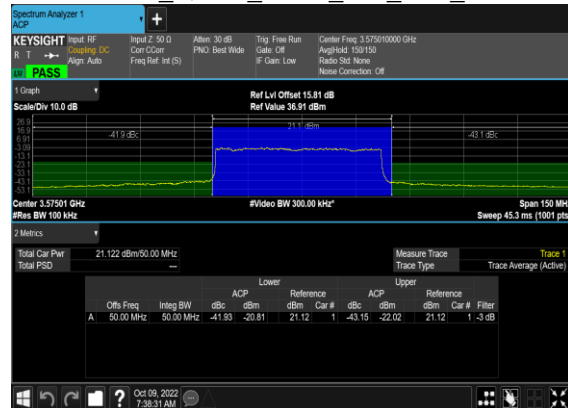 Spectrum Analyzer 1
ACP
+
KEYSIGHT Input: RF Input Z: 50 Ω Atten: 30 dB Trig: Free Run Center Freq: 3.575010000 GHz
R T Coupling: DC Corr CCorr PNO: Best Wide Gate: Off Avg|Hold: 150/150
Align: Auto Freq Ref: Int (S) IF Gain: Low Radio Std: None
PASS Noise Correction: Off
1 Graph
Ref Lvl Offset 15.81 dB
Scale/Div 10.0 dB Ref Value 36.91 dBm
26.9
16.9 21.1 dBm
6.91 -41.9 dBc -43.1 dBc
-3.09
-13.1
-23.1
-33.1
-43.1
-53.1
Center 3.57501 GHz #Video BW 300.00 kHz* Span 150 MH
#Res BW 100 kHz Sweep 45.3 ms (1001 pts
2 Metrics
Total Car Pwr 21.122 dBm/50.00 MHz Measure Trace Trace 1
Total PSD --- Trace Type Trace Average (Active)
Lower Upper
ACP Reference ACP Reference
Offs Freq Integ BW dBc dBm dBm Car # dBc dBm dBm Car # Filter
A 50.00 MHz 50.00 MHz -41.93 -20.81 21.12 1 -43.15 -22.02 21.12 1 -3 dB
? Oct 09, 2022
7:38:31 AM